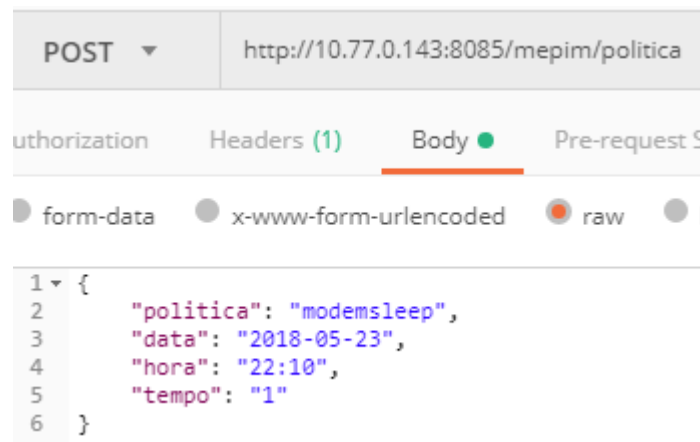 POST http://10.77.0.143:8085/mepim/politica
uthorization Headers (1) Body Pre-request S
form-data x-www-form-urlencoded raw
1 {
2 "politica": "modemsleep",
3 "data": "2018-05-23",
4 "hora": "22:10",
5 "tempo": "1"
6 }